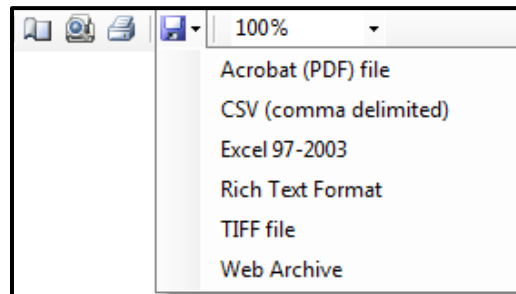 100%
Acrobat (PDF) file
CSV (comma delimited)
Excel 97-2003
Rich Text Format
TIFF file
Web Archive